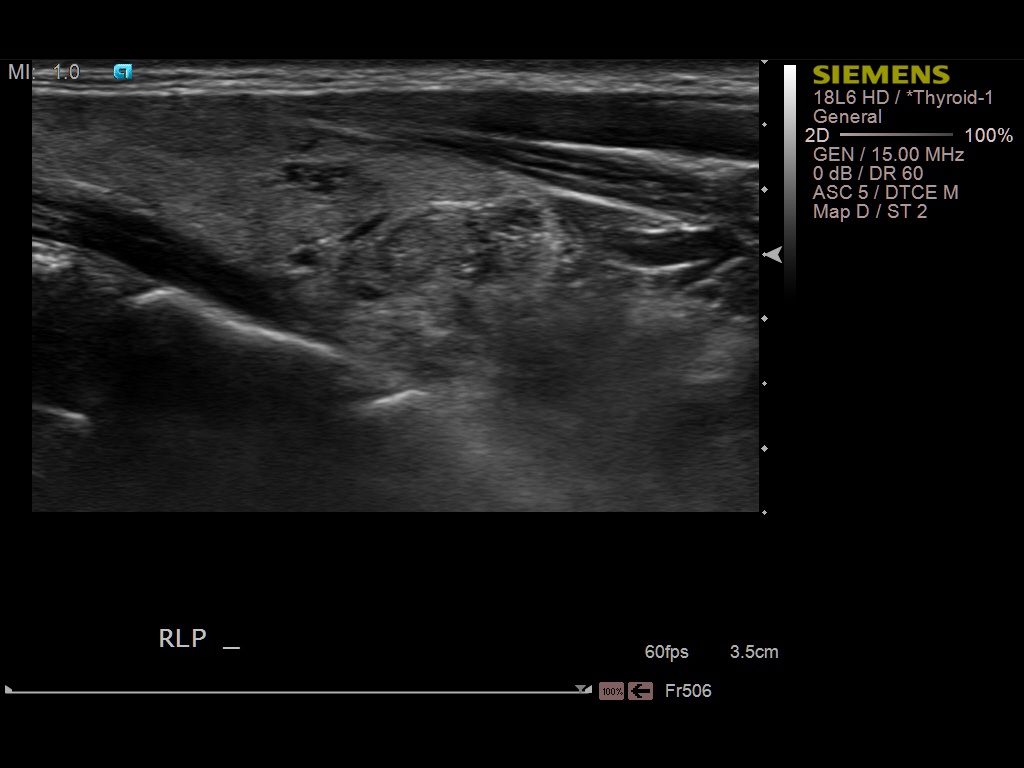 MI: 1.0
SIEMENS
18L6 HD / *Thyroid-1
General
2D 100%
GEN / 15.00 MHz
0 dB / DR 60
ASC 5 / DTCE M
Map D / ST 2
RLP _
60fps 3.5cm
100% Fr506